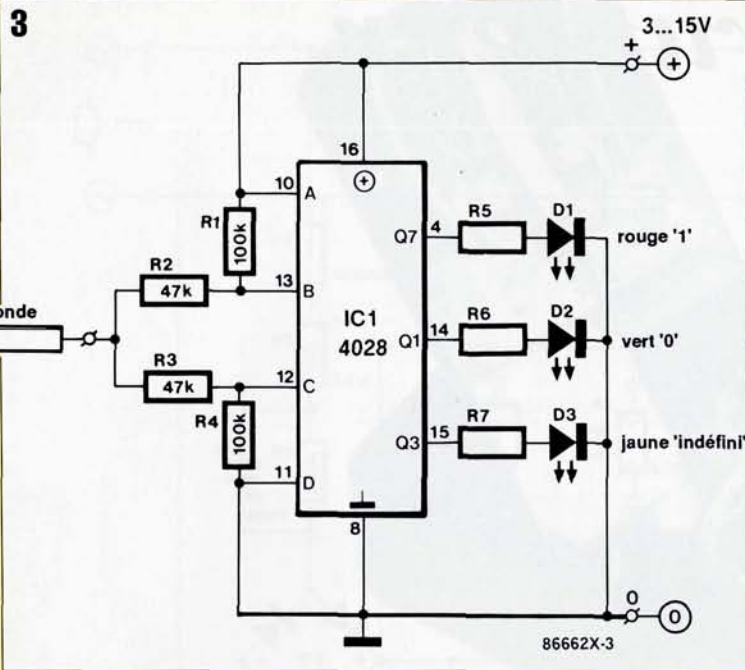 3
3...15V
+
+
16
+
10
A
R1
100k
R2
47k
13
B
Q7
4
R5
D1
rouge '1'
onde
IC1
4028
Q1
14
R6
D2
vert '0'
R3
47k
12
C
R4
100k
Q3
15
R7
D3
jaune 'indéfini'
11
D
8
0
0
86662X-3